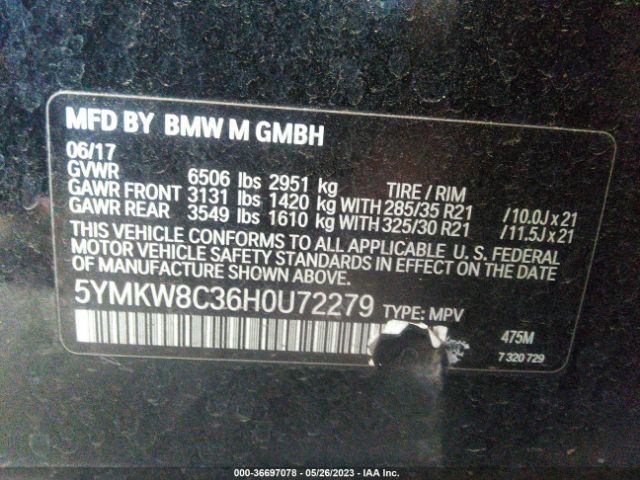 MFD BY BMW M GMBH
06/17
GVWR 6506 lbs 2951 kg TIRE / RIM
GAWR FRONT 3131 lbs 1420 kg WITH 285/35 R21 /10.0J x 21
GAWR REAR 3549 lbs 1610 kg WITH 325/30 R21 /11.5J x 21
THIS VEHICLE CONFORMS TO ALL APPLICABLE U. S. FEDERAL
MOTOR VEHICLE SAFETY STANDARDS IN EFFECT ON THE DATE
OF MANUFACTURE SHOWN ABOVE.
5YMKW8C36H0U72279 TYPE: MPV
475M
7 320 729
000-36697078 - 05/26/2023 - IAA Inc.